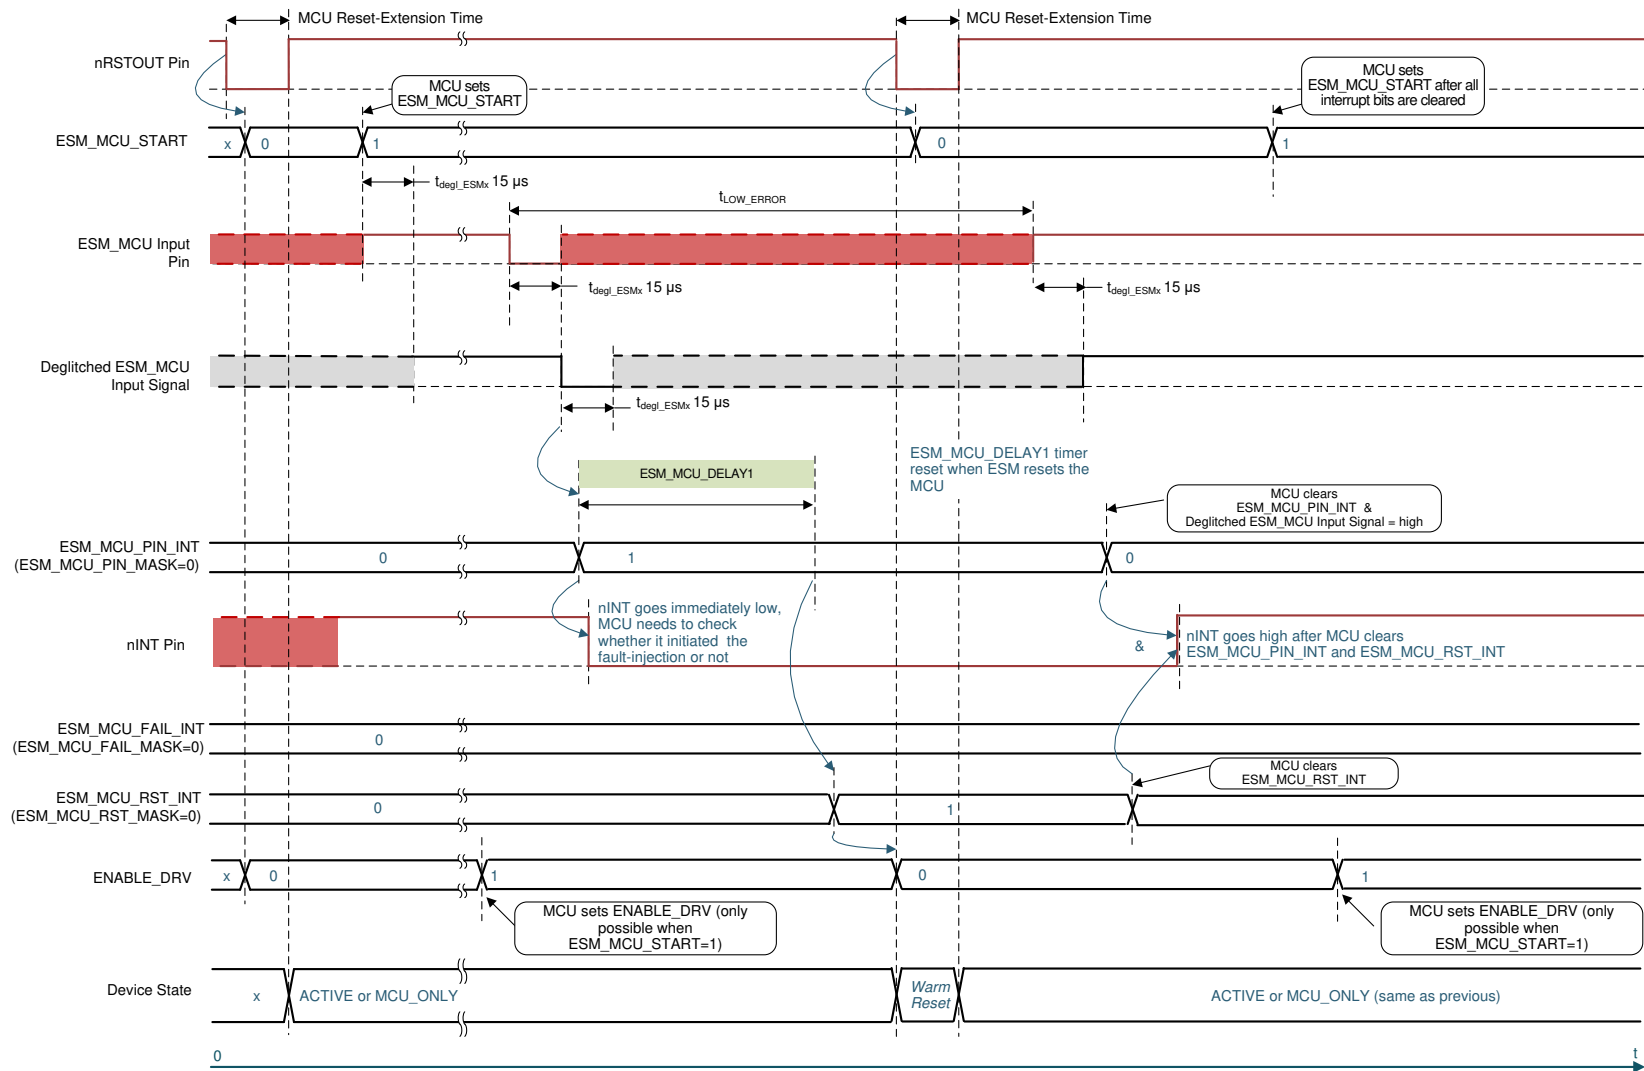 MCU Reset-Extension Time
MCU Reset-Extension Time
nRSTOUT Pin
MCU sets
ESM_MCU_START
MCU sets
ESM_MCU_START after all
interrupt bits are cleared
ESM_MCU_START
x
0
1
0
1
tdegl_ESMx 15 µs
tLOW_ERROR
ESM_MCU Input
Pin
tdegl_ESMx 15 µs
tdegl_ESMx 15 µs
Deglitched ESM_MCU
Input Signal
tdegl_ESMx 15 µs
ESM_MCU_DELAY1
ESM_MCU_DELAY1 timer
reset when ESM resets the
MCU
MCU clears
ESM_MCU_PIN_INT &
Deglitched ESM_MCU Input Signal = high
ESM_MCU_PIN_INT
(ESM_MCU_PIN_MASK=0)
0
1
0
nINT Pin
nINT goes immediately low,
MCU needs to check
whether it initiated the
fault-injection or not
&
nINT goes high after MCU clears
ESM_MCU_PIN_INT and ESM_MCU_RST_INT
ESM_MCU_FAIL_INT
(ESM_MCU_FAIL_MASK=0)
0
MCU clears
ESM_MCU_RST_INT
ESM_MCU_RST_INT
(ESM_MCU_RST_MASK=0)
0
1
ENABLE_DRV
x
0
1
0
1
MCU sets ENABLE_DRV (only
possible when
ESM_MCU_START=1)
MCU sets ENABLE_DRV (only
possible when
ESM_MCU_START=1)
Device State
x
ACTIVE or MCU_ONLY
Warm
Reset
ACTIVE or MCU_ONLY (same as previous)
0
t